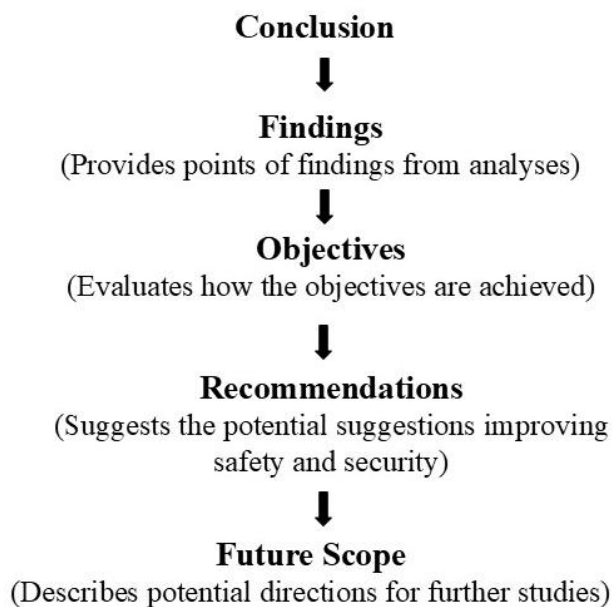 Conclusion
Findings
(Provides points of findings from analyses)
Objectives
(Evaluates how the objectives are achieved)
Recommendations
(Suggests the potential suggestions improving
safety and security)
Future Scope
(Describes potential directions for further studies)